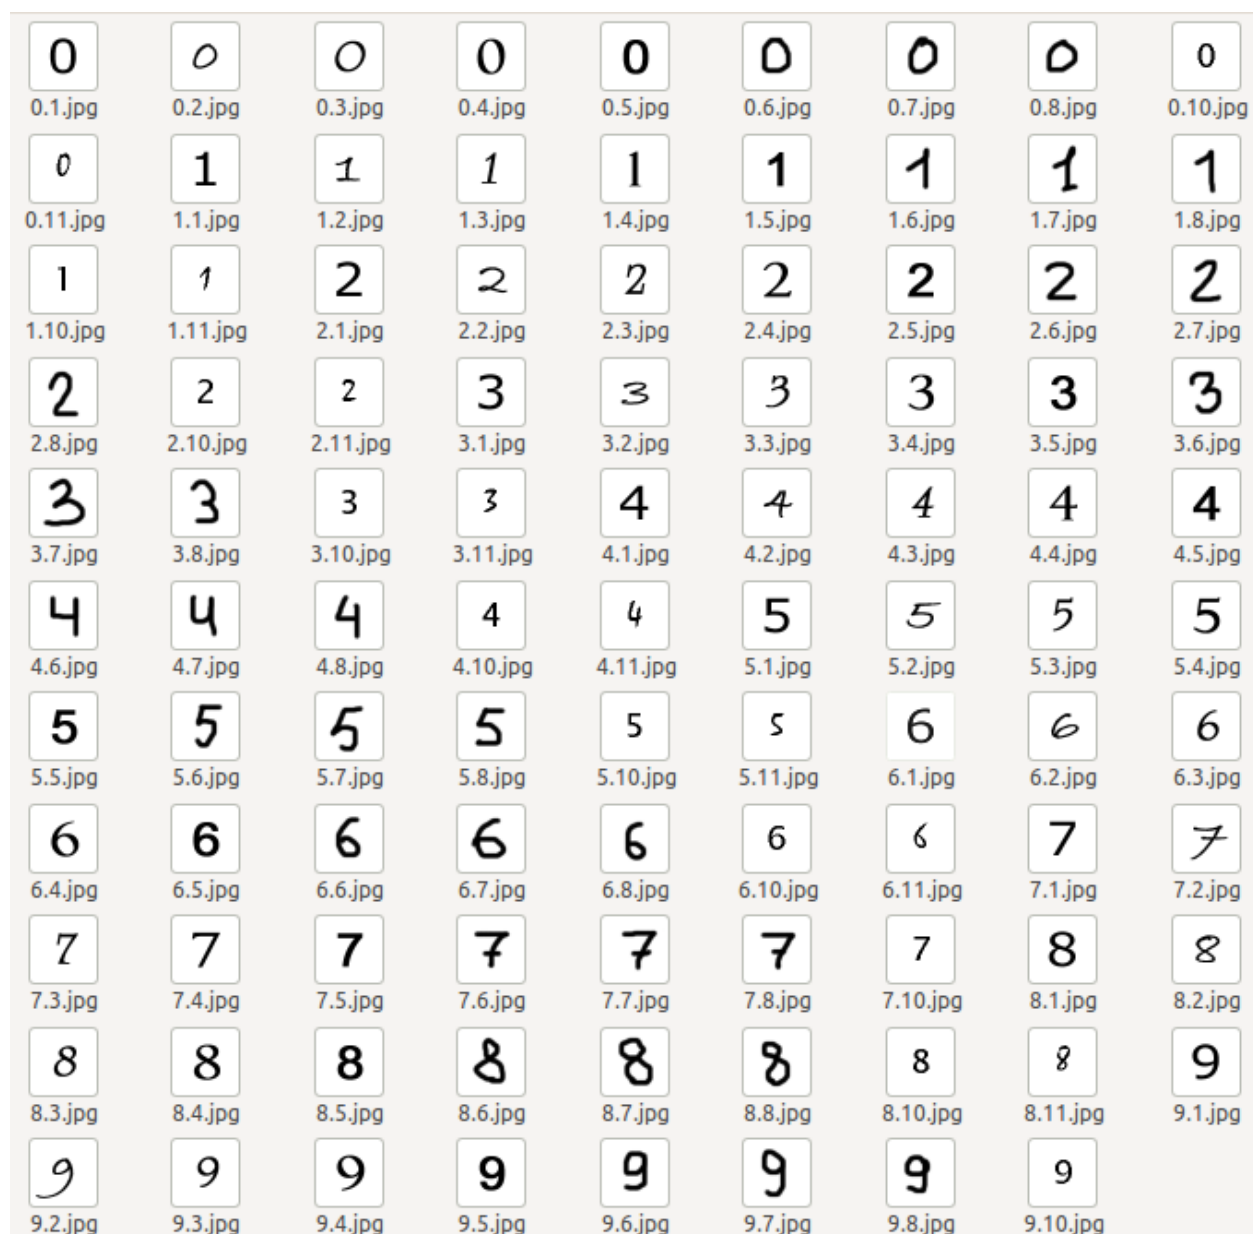 0 0 0 0 0 0 0 0 0
0.1.jpg 0.2.jpg 0.3.jpg 0.4.jpg 0.5.jpg 0.6.jpg 0.7.jpg 0.8.jpg 0.10.jpg
0 1 1 1 1 1 1 1 1
0.11.jpg 1.1.jpg 1.2.jpg 1.3.jpg 1.4.jpg 1.5.jpg 1.6.jpg 1.7.jpg 1.8.jpg
1 1 2 2 2 2 2 2 2
1.10.jpg 1.11.jpg 2.1.jpg 2.2.jpg 2.3.jpg 2.4.jpg 2.5.jpg 2.6.jpg 2.7.jpg
2 2 2 3 3 3 3 3 3
2.8.jpg 2.10.jpg 2.11.jpg 3.1.jpg 3.2.jpg 3.3.jpg 3.4.jpg 3.5.jpg 3.6.jpg
3 3 3 3 4 4 4 4 4
3.7.jpg 3.8.jpg 3.10.jpg 3.11.jpg 4.1.jpg 4.2.jpg 4.3.jpg 4.4.jpg 4.5.jpg
4 4 4 4 4 5 5 5 5
4.6.jpg 4.7.jpg 4.8.jpg 4.10.jpg 4.11.jpg 5.1.jpg 5.2.jpg 5.3.jpg 5.4.jpg
5 5 5 5 5 5 6 6 6
5.5.jpg 5.6.jpg 5.7.jpg 5.8.jpg 5.10.jpg 5.11.jpg 6.1.jpg 6.2.jpg 6.3.jpg
6 6 6 6 6 6 6 7 7
6.4.jpg 6.5.jpg 6.6.jpg 6.7.jpg 6.8.jpg 6.10.jpg 6.11.jpg 7.1.jpg 7.2.jpg
7 7 7 7 7 7 7 8 8
7.3.jpg 7.4.jpg 7.5.jpg 7.6.jpg 7.7.jpg 7.8.jpg 7.10.jpg 8.1.jpg 8.2.jpg
8 8 8 8 8 8 8 8 9
8.3.jpg 8.4.jpg 8.5.jpg 8.6.jpg 8.7.jpg 8.8.jpg 8.10.jpg 8.11.jpg 9.1.jpg
9 9 9 9 9 9 9 9
9.2.jpg 9.3.jpg 9.4.jpg 9.5.jpg 9.6.jpg 9.7.jpg 9.8.jpg 9.10.jpg